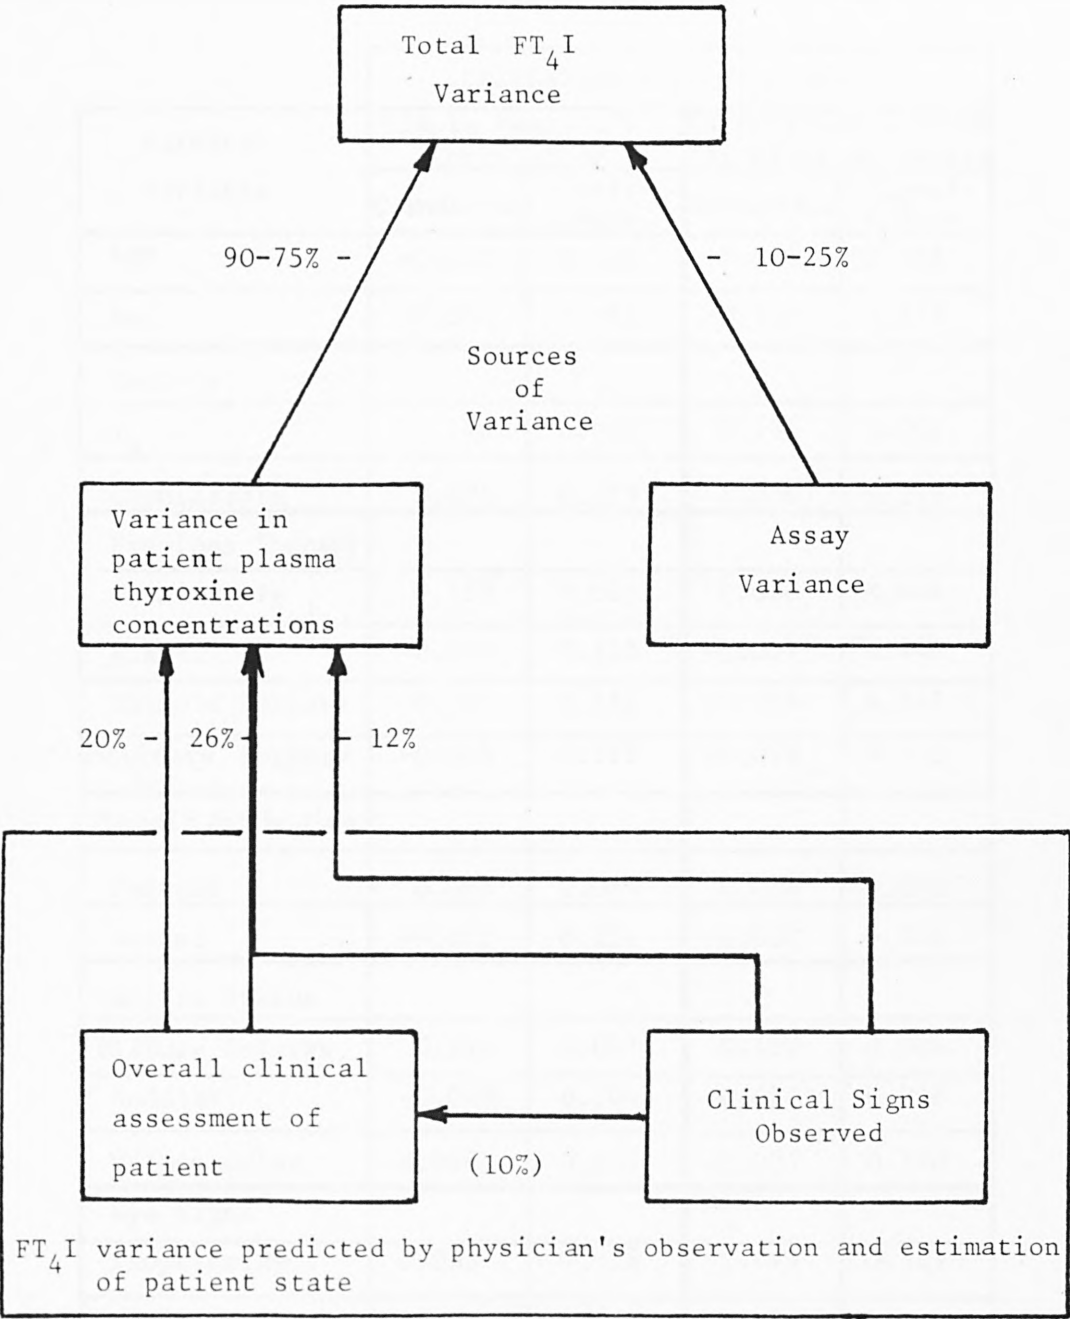 Total FT4I
Variance
90-75% -
- 10-25%
Sources
of
Variance
Variance in
patient plasma
thyroxine
concentrations
Assay
Variance
20% - 26% -
- 12%
Overall clinical
assessment of
patient
Clinical Signs
Observed
(10%)
FT4I variance predicted by physician's observation and estimation
of patient state